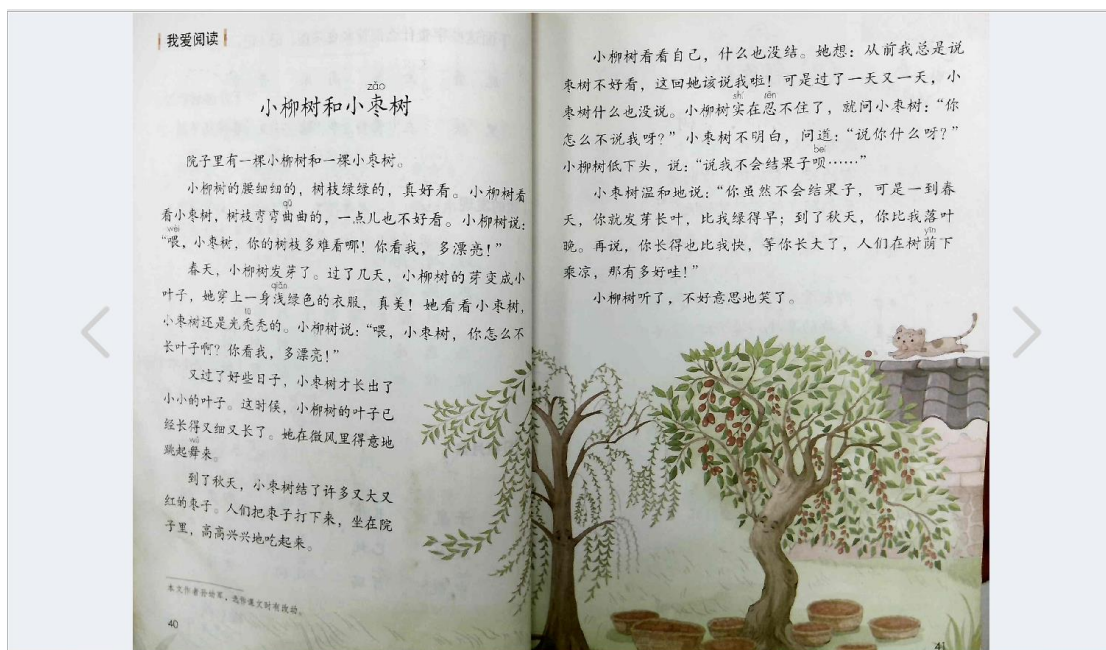 我爱阅读
zǎo
小柳树和小枣树
院子里有一棵小柳树和一棵小枣树。
小柳树的腰细细的，树枝绿绿的，真好看。小柳树看
qū
看小枣树，树枝弯弯曲曲的，一点儿也不好看。小柳树说：
wèi
“喂，小枣树，你的树枝多难看哪！你看我，多漂亮！”
春天，小柳树发芽了。过了几天，小柳树的芽变成小
qiǎn
叶子，她穿上一身浅绿色的衣服，真美！她看看小枣树，
tū
小枣树还是光秃秃的。小柳树说：“喂，小枣树，你怎么不
长叶子啊？你看我，多漂亮！”
又过了好些日子，小枣树才长出了
小小的叶子。这时候，小柳树的叶子已
经长得又细又长了。她在微风里得意地
wǔ
跳起舞来。
到了秋天，小枣树结了许多又大又
红的枣子。人们把枣子打下来，坐在院
子里，高高兴兴地吃起来。
本文作者孙幼军，选作课文时有改动。
40
小柳树看看自己，什么也没结。她想：从前我总是说
枣树不好看，这回她该说我啦！可是过了一天又一天，小
shí rěn
枣树什么也没说。小柳树实在忍不住了，就问小枣树：“你
怎么不说我呀？”小枣树不明白，问道：“说你什么呀？”
bei
小柳树低下头，说：“说我不会结果子呗……”
小枣树温和地说：“你虽然不会结果子，可是一到春
天，你就发芽长叶，比我绿得早；到了秋天，你比我落叶
yīn
晚。再说，你长得也比我快，等你长大了，人们在树荫下
乘凉，那有多好哇！”
小柳树听了，不好意思地笑了。
41